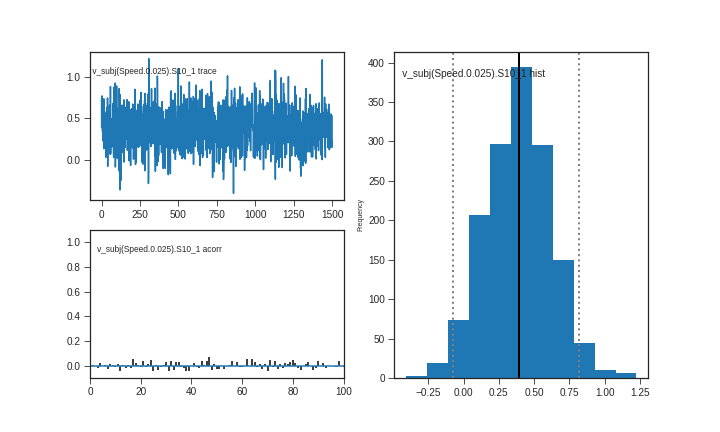 v_subj(Speed.0.025).S10_1 trace
1.0
0.5
0.0
0 250 500 750 1000 1250 1500
v_subj(Speed.0.025).S10_1 acorr
1.0
0.8
0.6
0.4
0.2
0.0
0 20 40 60 80 100
v_subj(Speed.0.025).S10_1 hist
Frequency
400
350
300
250
200
150
100
50
0
−0.25 0.00 0.25 0.50 0.75 1.00 1.25